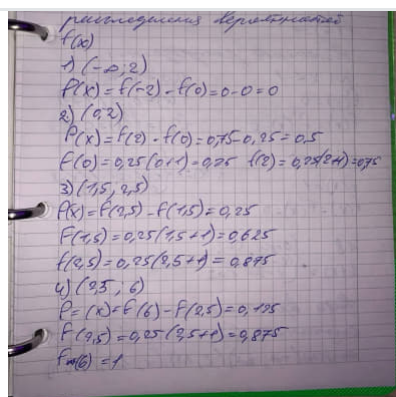 распределения вероятностей
f(x)
1) (-∞; 2)
P(x) = f(-2) - f(0) = 0 - 0 = 0
2) (0,2)
P(x) = f(2) - f(0) = 0,75 - 0,25 = 0,5
F(0) = 0,25(0+1) = 0,25 f(2) = 0,25(2+1) = 0,75
3) (1,5; 2,5)
P(x) = f(2,5) - f(1,5) = 0,25
F(1,5) = 0,25(1,5+1) = 0,625
f(2,5) = 0,25(2,5+1) = 0,875
4) (2,5; 6)
P = (x) = f(6) - F(2,5) = 0,125
F(2,5) = 0,25(2,5+1) = 0,875
F(6) = 1